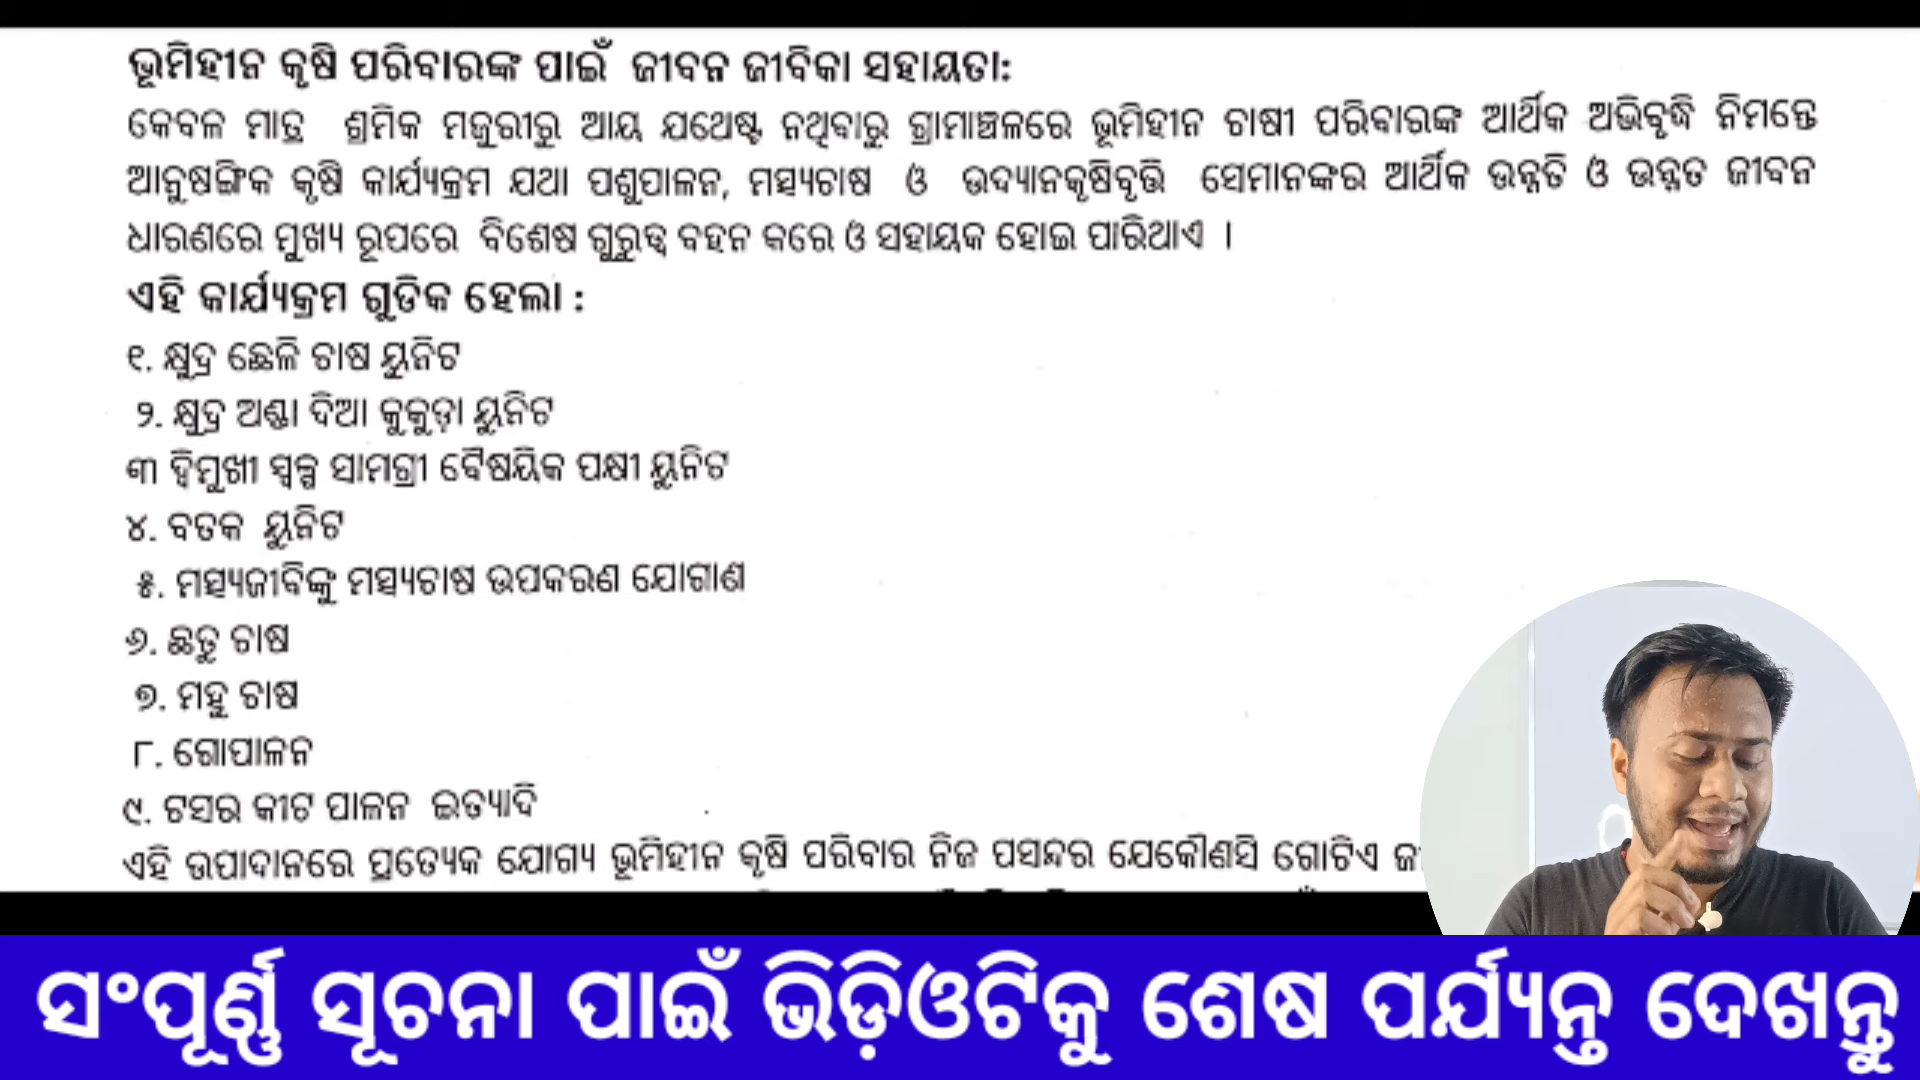 ଭୂମିହୀନ କୃଷି ପରିବାରଙ୍କ ପାଇଁ ଜୀବନ ଜୀବିକା ସହାୟତା:
କେବଳ ମାତ୍ର ଶ୍ରମିକ ମଜୁରୀରୁ ଆୟ ଯଥେଷ୍ଟ ନଥିବାରୁ ଗ୍ରାମାଞ୍ଚଳରେ ଭୂମିହୀନ ଚାଷୀ ପରିବାରଙ୍କ ଆର୍ଥିକ ଅଭିବୃଦ୍ଧି ନିମନ୍ତେ
ଆନୁଷଙ୍ଗିକ କୃଷି କାର୍ଯ୍ୟକ୍ରମ ଯଥା ପଶୁପାଳନ, ମତ୍ସ୍ୟଚାଷ ଓ ଉଦ୍ୟାନକୃଷିବୃତ୍ତି ସେମାନଙ୍କର ଆର୍ଥିକ ଉନ୍ନତି ଓ ଉନ୍ନତ ଜୀବନ
ଧାରଣରେ ମୁଖ୍ୟ ରୂପରେ ବିଶେଷ ଗୁରୁତ୍ୱ ବହନ କରେ ଓ ସହାୟକ ହୋଇ ପାରିଥାଏ ।
ଏହି କାର୍ଯ୍ୟକ୍ରମ ଗୁଡିକ ହେଲା :
୧. କ୍ଷୁଦ୍ର ଛେଳି ଚାଷ ୟୁନିଟ
୨. କ୍ଷୁଦ୍ର ଅଣ୍ଡା ଦିଆ କୁକୁଡ଼ା ୟୁନିଟ
୩ ଦ୍ୱିମୁଖୀ ସ୍ୱଳ୍ପ ସାମଗ୍ରୀ ବୈଷୟିକ ପକ୍ଷୀ ୟୁନିଟ
୪. ବତକ ୟୁନିଟ
୫. ମତ୍ସ୍ୟଜୀବିଙ୍କୁ ମତ୍ସ୍ୟଚାଷ ଉପକରଣ ଯୋଗାଣ
୬. ଛତୁ ଚାଷ
୭. ମହୁ ଚାଷ
୮. ଗୋପାଳନ
୯. ଟସର କୀଟ ପାଳନ ଇତ୍ୟାଦି
ଏହି ଉପାଦାନରେ ପ୍ରତ୍ୟେକ ଯୋଗ୍ୟ ଭୂମିହୀନ କୃଷି ପରିବାର ନିଜ ପସନ୍ଦର ଯେକୌଣସି ଗୋଟିଏ
ସଂପୂର୍ଣ୍ଣ ସୂଚନା ପାଇଁ ଭିଡ଼ିଓଟିକୁ ଶେଷ ପର୍ଯ୍ୟନ୍ତ ଦେଖନ୍ତୁ